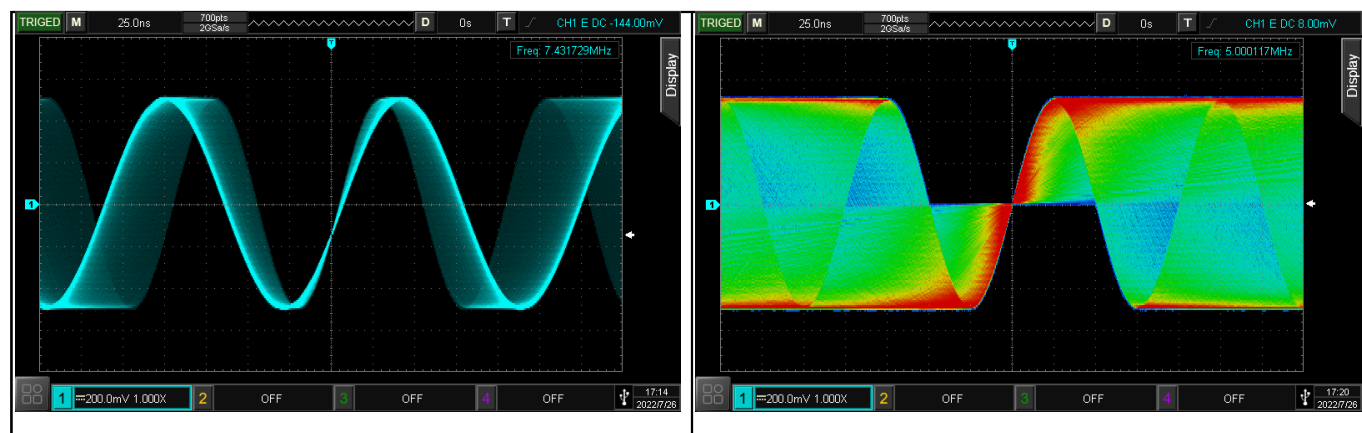 TRIGED M 25.0ns 700pts 2GSa/s D 0s T CH1 E DC -144.00mV
Freq: 7.431729MHz
Display
T
1
1 200.0mV 1.000X 2 OFF 3 OFF 4 OFF 17:14 2022/7/26
TRIGED M 25.0ns 700pts 2GSa/s D 0s T CH1 E DC 8.00mV
Freq: 5.000117MHz
Display
T
1
1 200.0mV 1.000X 2 OFF 3 OFF 4 OFF 17:20 2022/7/26